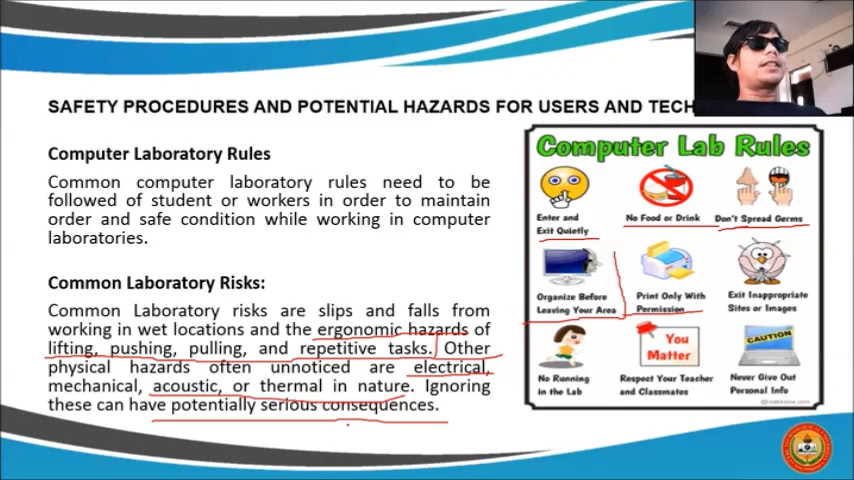 SAFETY PROCEDURES AND POTENTIAL HAZARDS FOR USERS AND TECH
Computer Laboratory Rules
Common computer laboratory rules need to be
followed of student or workers in order to maintain
order and safe condition while working in computer
laboratories.
Common Laboratory Risks:
Common Laboratory risks are slips and falls from
working in wet locations and the ergonomic hazards of
lifting, pushing, pulling, and repetitive tasks. Other
physical hazards often unnoticed are electrical,
mechanical, acoustic, or thermal in nature. Ignoring
these can have potentially serious consequences.
Computer Lab Rules
Enter and
Exit Quietly
No Food or Drink
Don't Spread Germs
Organize Before
Leaving Your Area
Print Only With
Permission
Exit Inappropriate
Sites or Images
No Running
in the Lab
You
Matter
Respect Your Teacher
and Classmates
CAUTION
Never Give Out
Personal Info